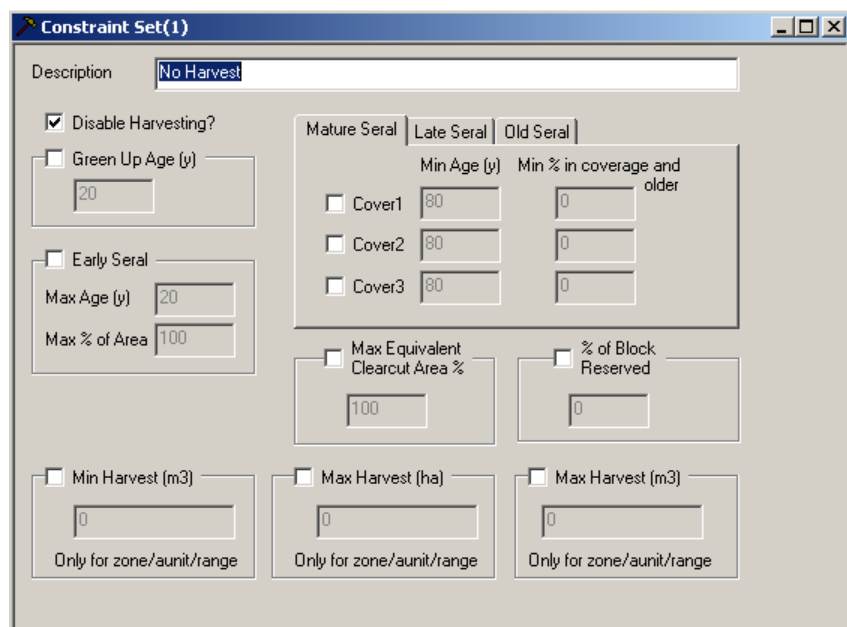 Constraint Set(1)
Description No Harvest
Disable Harvesting?
Green Up Age (y)
20
Early Seral
Max Age (y) 20
Max % of Area 100
Mature Seral Late Seral Old Seral
Min Age (y) Min % in coverage and
older
Cover1 80 0
Cover2 80 0
Cover3 80 0
Max Equivalent
Clearcut Area %
100
% of Block
Reserved
0
Min Harvest (m3)
0
Only for zone/aunit/range
Max Harvest (ha)
0
Only for zone/aunit/range
Max Harvest (m3)
0
Only for zone/aunit/range